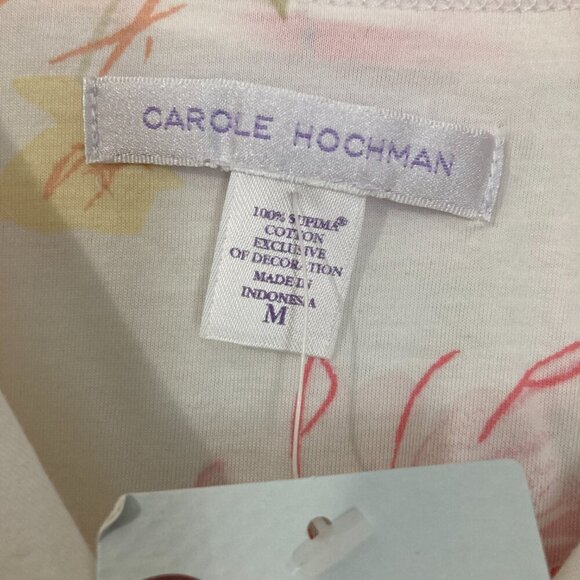 CAROLE HOCHMAN
100% SUPIMA®
COTTON
EXCLUSIVE
OF DECORATION
MADE IN
INDONESIA
M